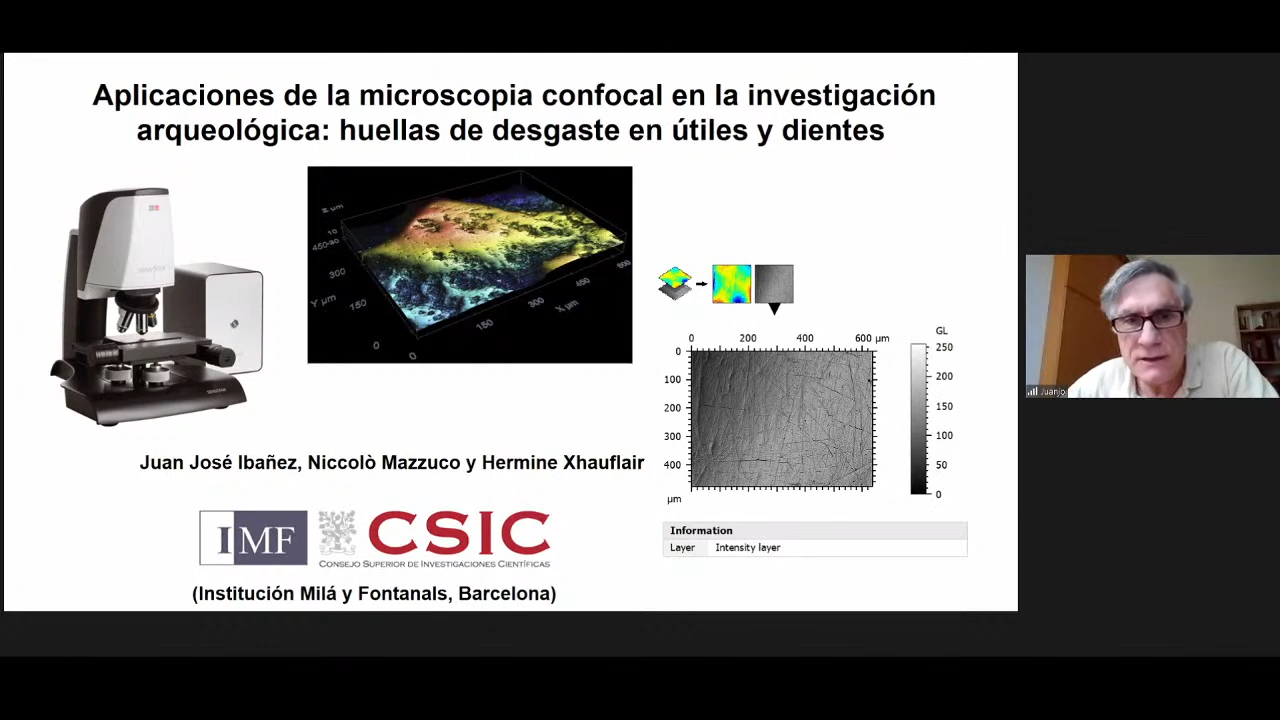 Aplicaciones de la microscopia confocal en la investigación
arqueológica: huellas de desgaste en útiles y dientes
Z µm
10
450
300
150
0
Y µm
0
150
300
450
600
X µm
0 200 400 600 µm
0
100
200
300
400
µm
GL
250
200
150
100
50
0
Juan José Ibañez, Niccolò Mazzuco y Hermine Xhauflair
IMF
CSIC
CONSEJO SUPERIOR DE INVESTIGACIONES CIENTÍFICAS
(Institución Milá y Fontanals, Barcelona)
Information
Layer Intensity layer
Juanjo